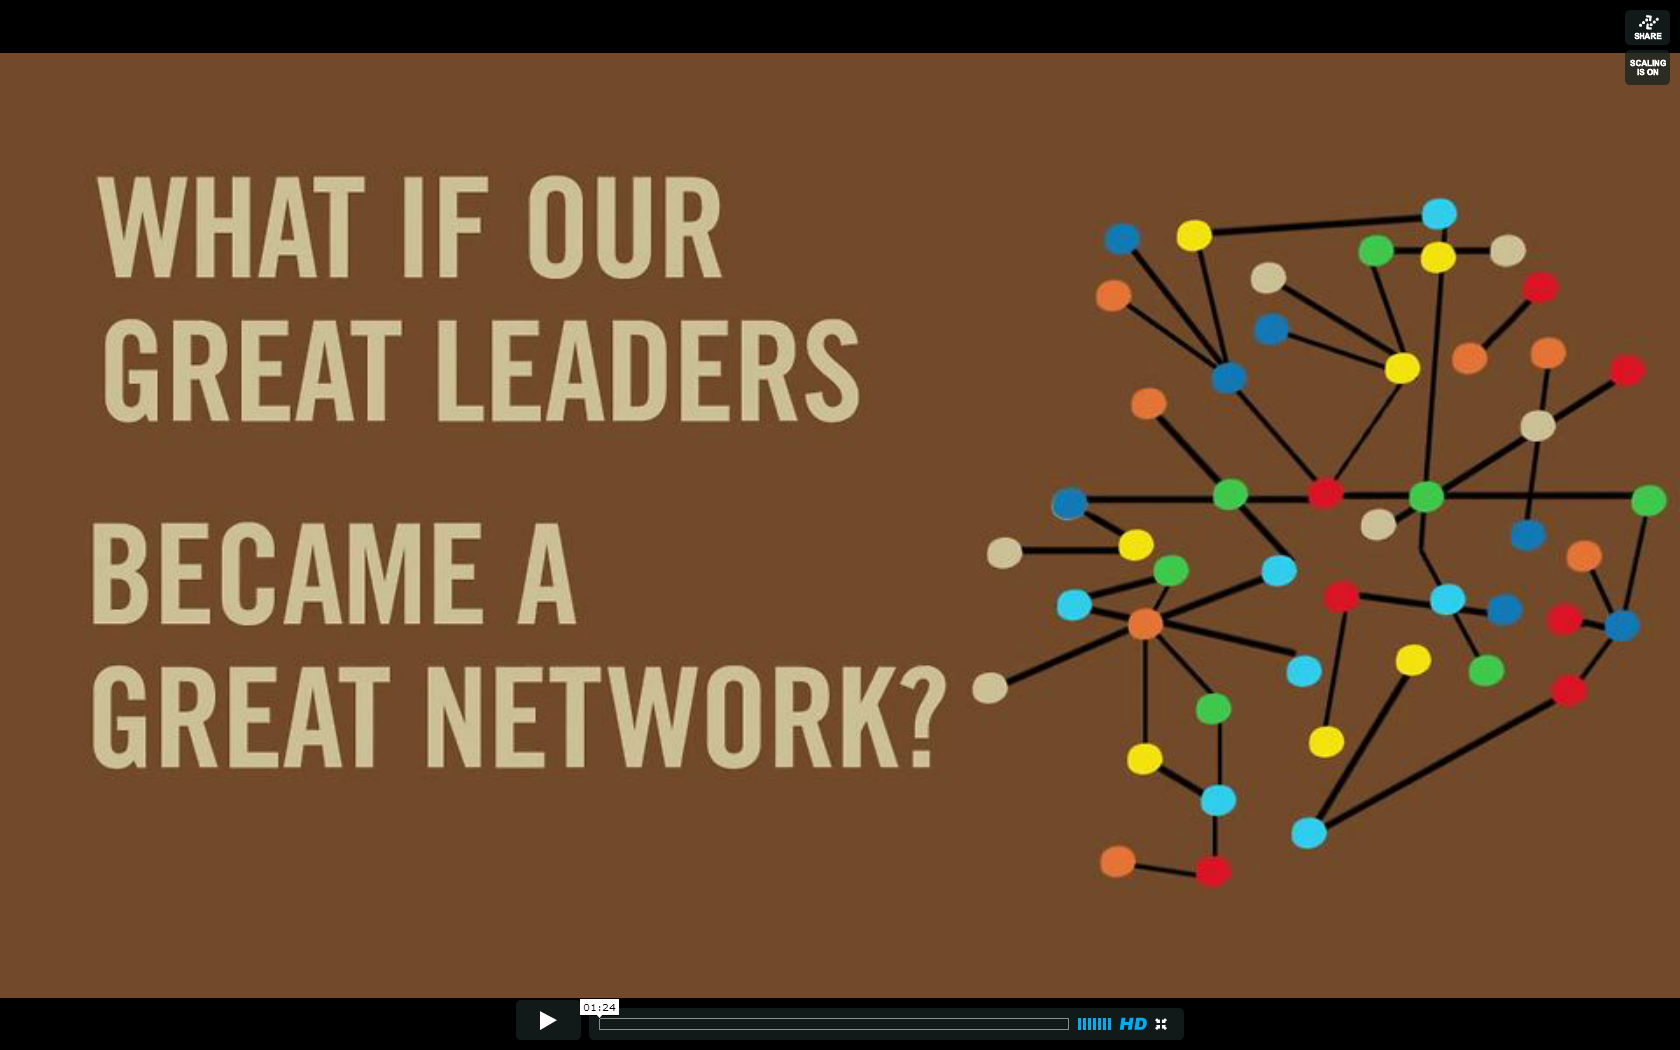 SHARE
SCALING
IS ON
WHAT IF OUR
GREAT LEADERS
BECAME A
GREAT NETWORK?
01:24
HD